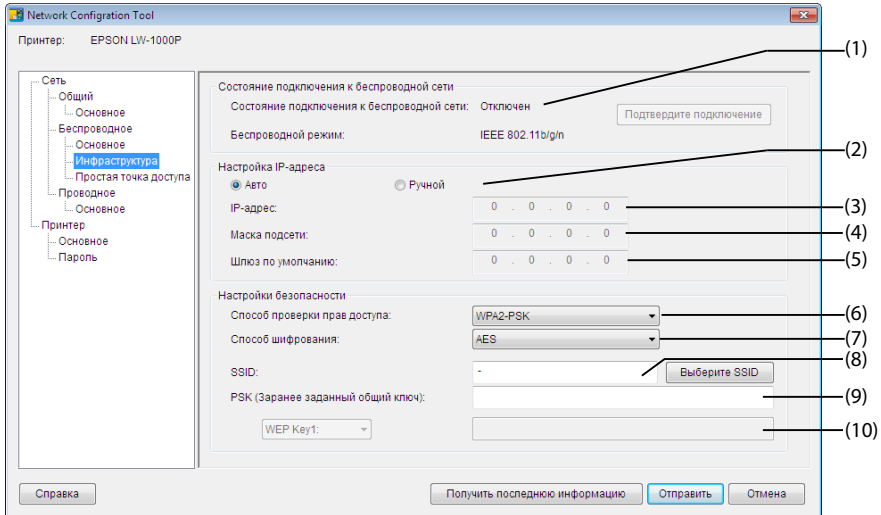 Network Configration Tool
Принтер: EPSON LW-1000P
Сеть
Общий
Основное
Беспроводное
Основное
Инфраструктура
Простая точка доступа
Проводное
Основное
Принтер
Основное
Пароль
Состояние подключения к беспроводной сети
(1)
Состояние подключения к беспроводной сети: Отключен
Подтвердите подключение
Беспроводной режим: IEEE 802.11b/g/n
Настройка IP-адреса
(2)
Авто Ручной
IP-адрес: 0 . 0 . 0 . 0 (3)
Маска подсети: 0 . 0 . 0 . 0 (4)
Шлюз по умолчанию: 0 . 0 . 0 . 0 (5)
Настройки безопасности
Способ проверки прав доступа: WPA2-PSK (6)
Способ шифрования: AES (7)
(8)
SSID: - Выберите SSID
PSK (Заранее заданный общий ключ): (9)
WEP Key1: (10)
Справка Получить последнюю информацию Отправить Отмена